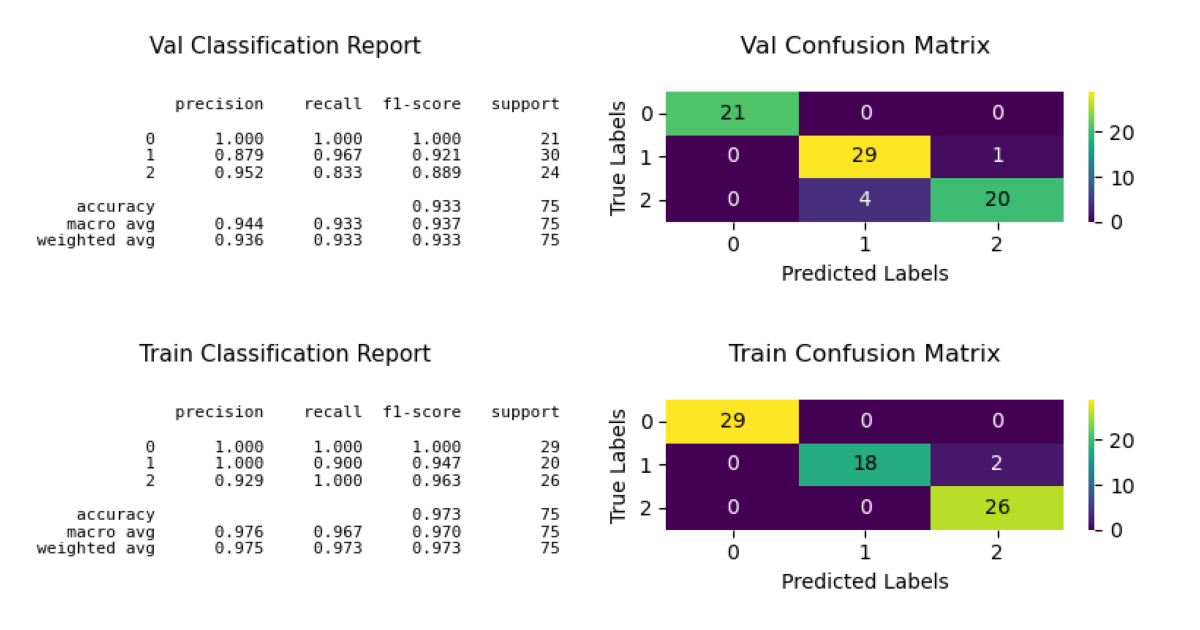 Val Classification Report
precision recall f1-score support
0 1.000 1.000 1.000 21
1 0.879 0.967 0.921 30
2 0.952 0.833 0.889 24
accuracy 0.933 75
macro avg 0.944 0.933 0.937 75
weighted avg 0.936 0.933 0.933 75
Val Confusion Matrix
True Labels
0 21 0 0
1 0 29 1
2 0 4 20
0 1 2
Predicted Labels
20
10
0
Train Classification Report
precision recall f1-score support
0 1.000 1.000 1.000 29
1 1.000 0.900 0.947 20
2 0.929 1.000 0.963 26
accuracy 0.973 75
macro avg 0.976 0.967 0.970 75
weighted avg 0.975 0.973 0.973 75
Train Confusion Matrix
True Labels
0 29 0 0
1 0 18 2
2 0 0 26
0 1 2
Predicted Labels
20
10
0